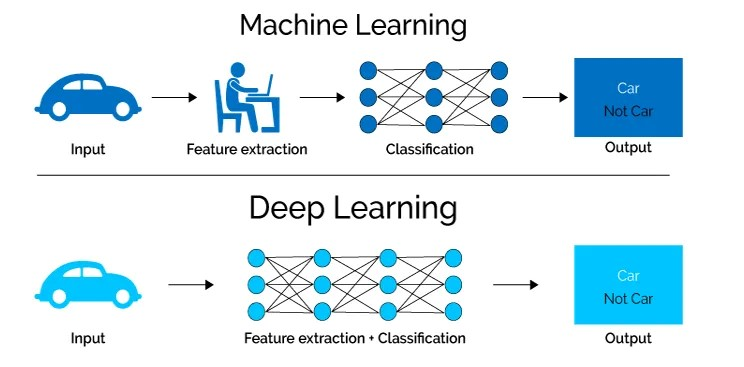 Machine Learning
Car
Not Car
Input
Feature extraction
Classification
Output
Deep Learning
Car
Not Car
Input
Feature extraction + Classification
Output